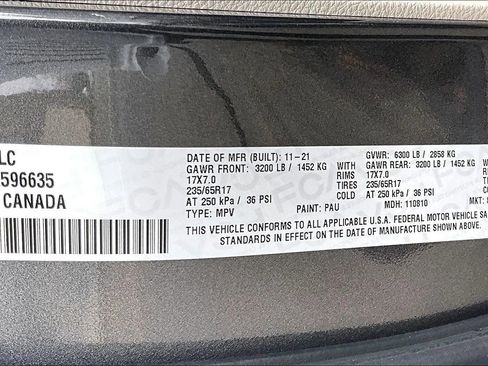 LC
596635
CANADA
DATE OF MFR (BUILT): 11-21 GVWR: 6300 LB / 2858 KG
GAWR FRONT: 3200 LB / 1452 KG WITH GAWR REAR: 3200 LB / 1452 KG
17X7.0 RIMS 17X7.0
235/65R17 TIRES 235/65R17
AT 250 kPa / 36 PSI COLD AT 250 kPa / 36 PSI
TYPE: MPV PAINT: PAU MDH: 110810 MKT:
THIS VEHICLE CONFORMS TO ALL APPLICABLE U.S.A. FEDERAL MOTOR VEHICLE SA
STANDARDS IN EFFECT ON THE DATE OF MANUFACTURE SHOWN ABOVE.